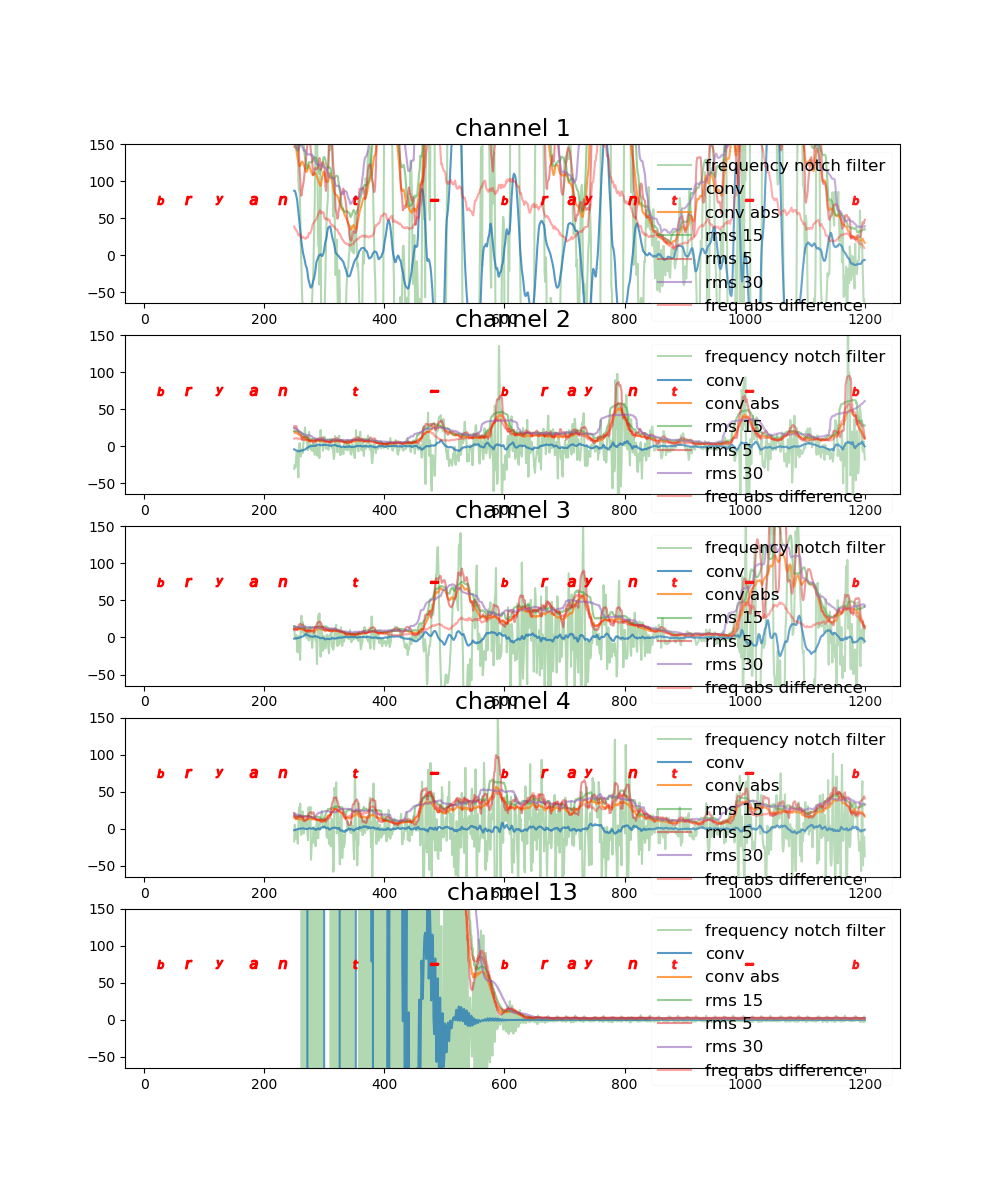 channel 1
150
100
50
0
−50
b r y a n t – b r a y n t – b
frequency notch filter
conv
conv abs
rms 15
rms 5
rms 30
freq abs difference
0 200 400 600 800 1000 1200
channel 2
150
100
50
0
−50
b r y a n t – b r a y n t – b
frequency notch filter
conv
conv abs
rms 15
rms 5
rms 30
freq abs difference
0 200 400 600 800 1000 1200
channel 3
150
100
50
0
−50
b r y a n t – b r a y n t – b
frequency notch filter
conv
conv abs
rms 15
rms 5
rms 30
freq abs difference
0 200 400 600 800 1000 1200
channel 4
150
100
50
0
−50
b r y a n t – b r a y n t – b
frequency notch filter
conv
conv abs
rms 15
rms 5
rms 30
freq abs difference
0 200 400 600 800 1000 1200
channel 13
150
100
50
0
−50
b r y a n t – b r a y n t – b
frequency notch filter
conv
conv abs
rms 15
rms 5
rms 30
freq abs difference
0 200 400 600 800 1000 1200